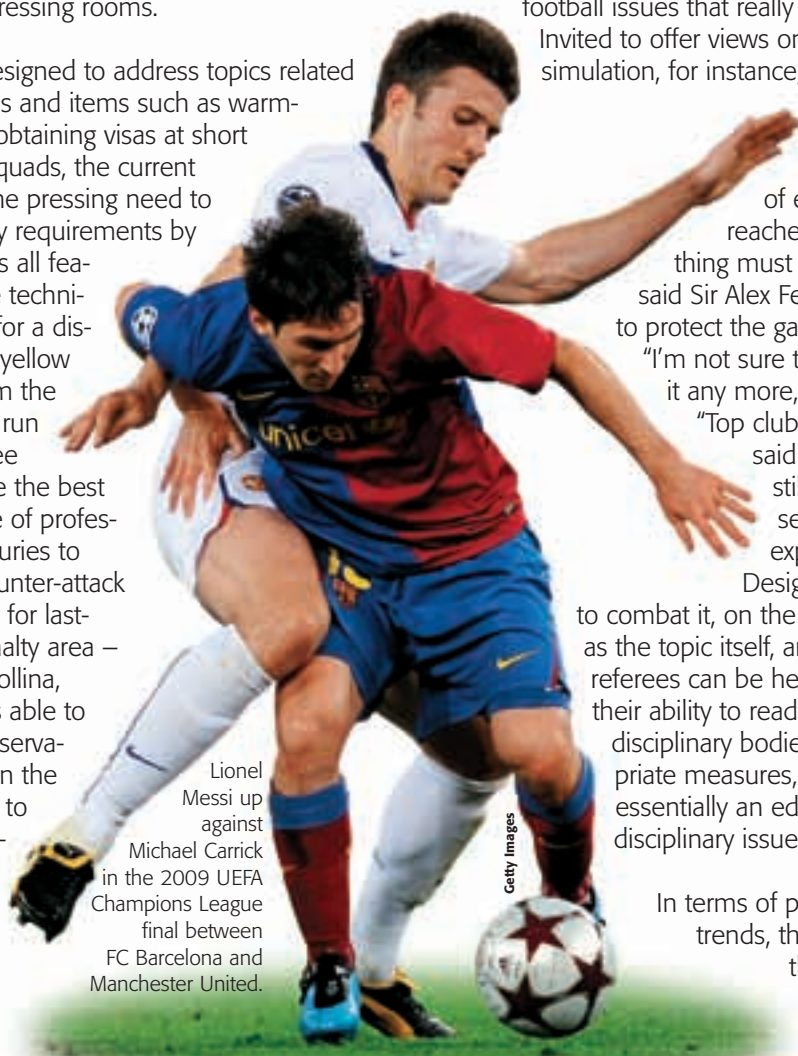 ressing rooms.
esigned to address topics related
s and items such as warm-
obtaining visas at short
quads, the current
he pressing need to
y requirements by
s all fea-
e techni-
for a dis-
yellow
m the
run
ee
e the best
e of profes-
uries to
unter-attack
for last-
alty area –
ollina,
s able to
serva-
n the
to
-
unicef
Lionel
Messi up
against
Michael Carrick
in the 2009 UEFA
Champions League
final between
FC Barcelona and
Manchester United.
Getty Images
football issues that really
Invited to offer views on
simulation, for instance,
of e
reache
thing must
said Sir Alex Fe
to protect the ga
“I’m not sure t
it any more,
“Top club
said
sti
se
exp
Desig
to combat it, on the
as the topic itself, a
referees can be he
their ability to read
disciplinary bodie
priate measures,
essentially an ed
disciplinary issue
In terms of p
trends, th
t